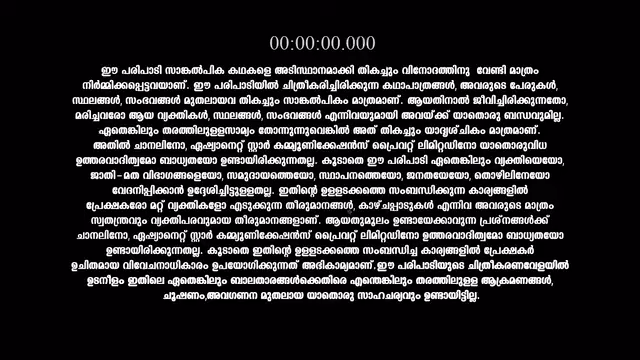 00:00:00.000
ഈ പരിപാടി സാങ്കൽപിക കഥകളെ അടിസ്ഥാനമാക്കി തികച്ചും വിനോദത്തിനു വേണ്ടി മാത്രം
നിർമ്മിക്കപ്പെട്ടവയാണ്. ഈ പരിപാടിയിൽ ചിത്രീകരിച്ചിരിക്കുന്ന കഥാപാത്രങ്ങൾ, അവരുടെ പേരുകൾ,
സ്ഥലങ്ങൾ, സംഭവങ്ങൾ മുതലായവ തികച്ചും സാങ്കൽപികം മാത്രമാണ്. ആയതിനാൽ ജീവിച്ചിരിക്കുന്നതോ,
മരിച്ചവരോ ആയ വ്യക്തികൾ, സ്ഥലങ്ങൾ, സംഭവങ്ങൾ എന്നിവയുമായി അവയ്ക്ക് യാതൊരു ബന്ധവുമില്ല.
ഏതെങ്കിലും തരത്തിലുളളസാമ്യം തോന്നുന്നുവെങ്കിൽ അത് തികച്ചും യാദൃശ്ചികം മാത്രമാണ്.
അതിൽ ചാനലിനോ, ഏഷ്യാനെറ്റ് സ്റ്റാർ കമ്മ്യൂണിക്കേഷൻസ് പ്രൈവറ്റ് ലിമിറ്റഡിനോ യാതൊരുവിധ
ഉത്തരവാദിത്വമോ ബാധ്യതയോ ഉണ്ടായിരിക്കുന്നതല്ല. കൂടാതെ ഈ പരിപാടി ഏതെങ്കിലും വ്യക്തിയെയോ,
ജാതി-മത വിഭാഗങ്ങളെയോ, സമുദായത്തെയോ, സ്ഥാപനത്തെയോ, ജനതയേയോ, തൊഴിലിനേയോ
വേദനിപ്പിക്കാൻ ഉദ്ദേശിച്ചിട്ടുളളതല്ല. ഇതിന്റെ ഉളളടക്കത്തെ സംബന്ധിക്കുന്ന കാര്യങ്ങളിൽ
പ്രേക്ഷകരോ മറ്റ് വ്യക്തികളോ എടുക്കുന്ന തീരുമാനങ്ങൾ, കാഴ്ചപ്പാടുകൾ എന്നിവ അവരുടെ മാത്രം
സ്വതന്ത്രവും വ്യക്തിപരവുമായ തീരുമാനങ്ങളാണ്. ആയതുമൂലം ഉണ്ടായേക്കാവുന്ന പ്രശ്നങ്ങൾക്ക്
ചാനലിനോ, ഏഷ്യാനെറ്റ് സ്റ്റാർ കമ്മ്യൂണിക്കേഷൻസ് പ്രൈവറ്റ് ലിമിറ്റഡിനോ ഉത്തരവാദിത്വമോ ബാധ്യതയോ
ഉണ്ടായിരിക്കുന്നതല്ല. കൂടാതെ ഇതിന്റെ ഉളളടക്കത്തെ സംബന്ധിച്ച കാര്യങ്ങളിൽ പ്രേക്ഷകർ
ഉചിതമായ വിവേചനാധികാരം ഉപയോഗിക്കുന്നത് അഭികാമ്യമാണ്.ഈ പരിപാടിയുടെ ചിത്രീകരണവേളയിൽ
ഉടനീളം ഇതിലെ ഏതെങ്കിലും ബാലതാരങ്ങൾക്കെതിരെ എന്തെങ്കിലും തരത്തിലുളള ആക്രമണങ്ങൾ,
ചൂഷണം,അവഗണന മുതലായ യാതൊരു സാഹചര്യവും ഉണ്ടായിട്ടില്ല.